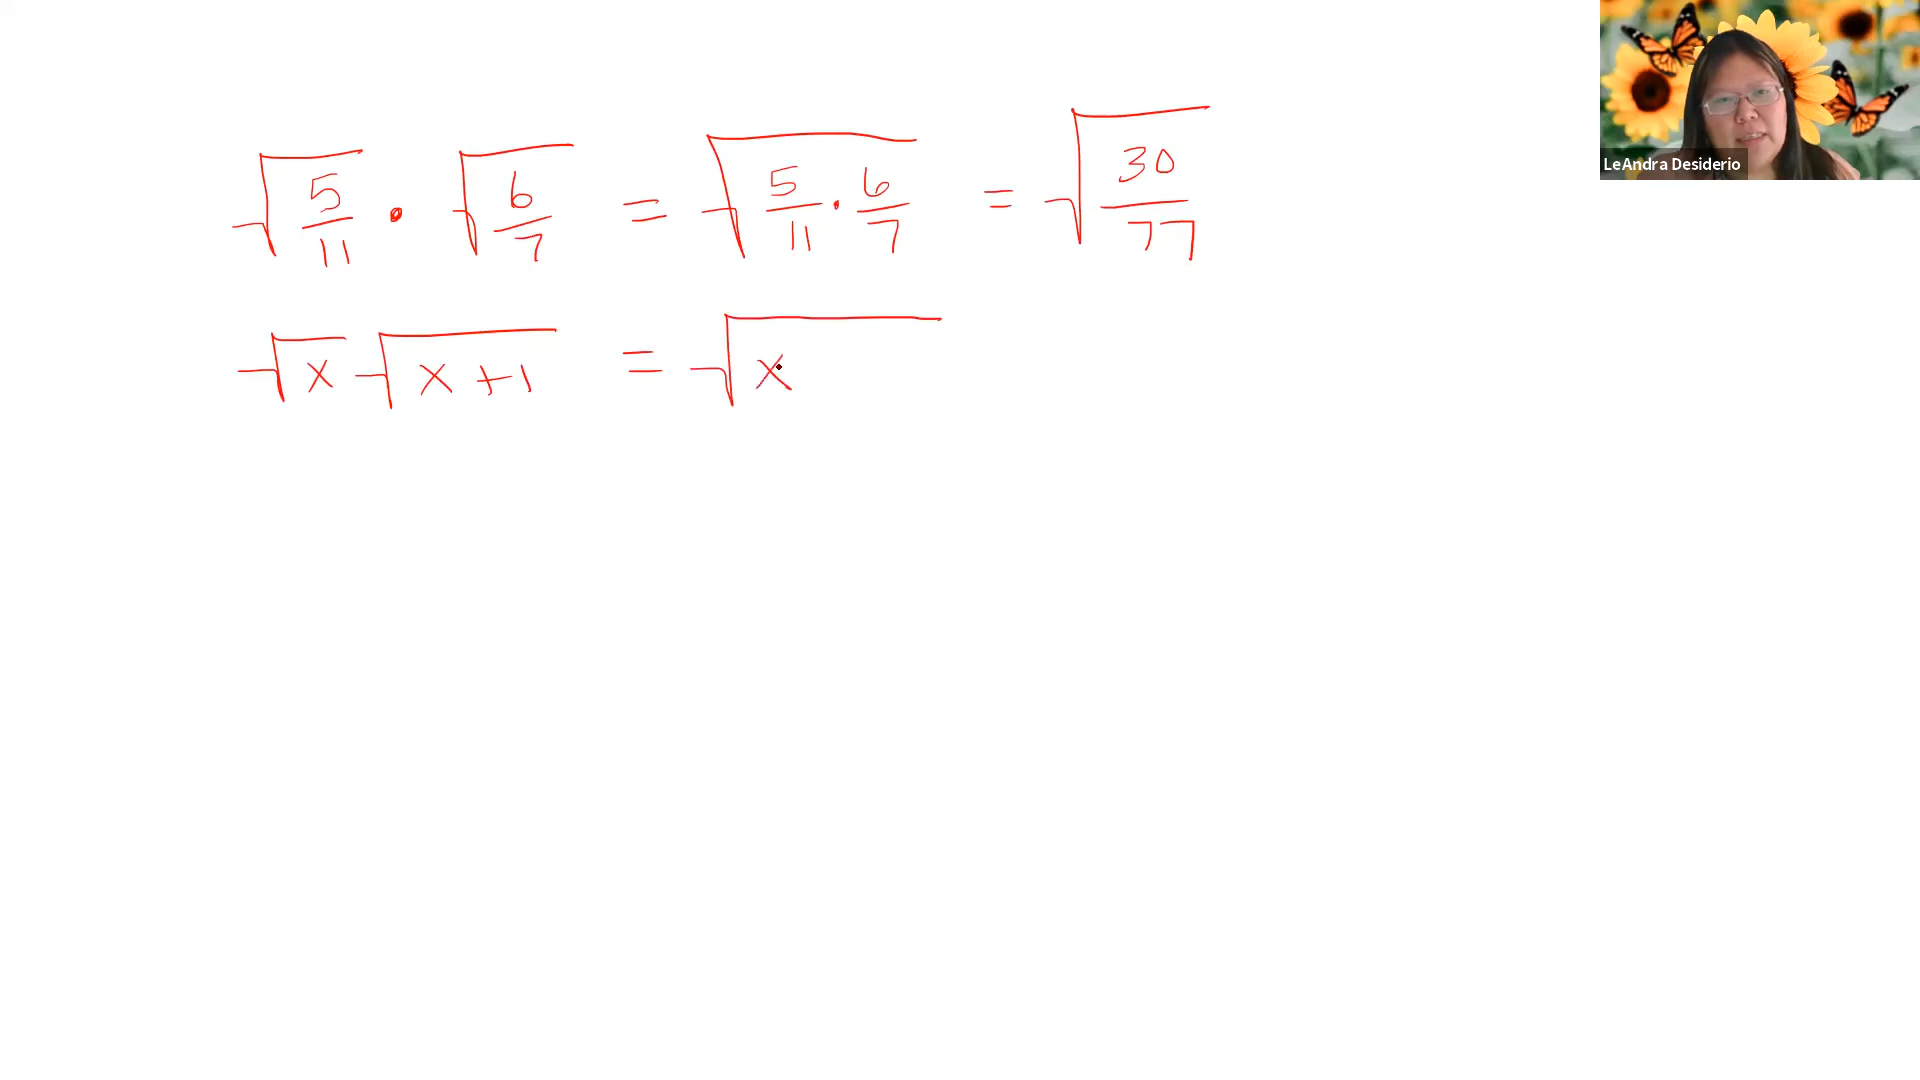 LeAndra Desiderio
√(5/11) · √(6/7) = √(5/11 · 6/7) = √(30/77)
√x √(x+1) = √x